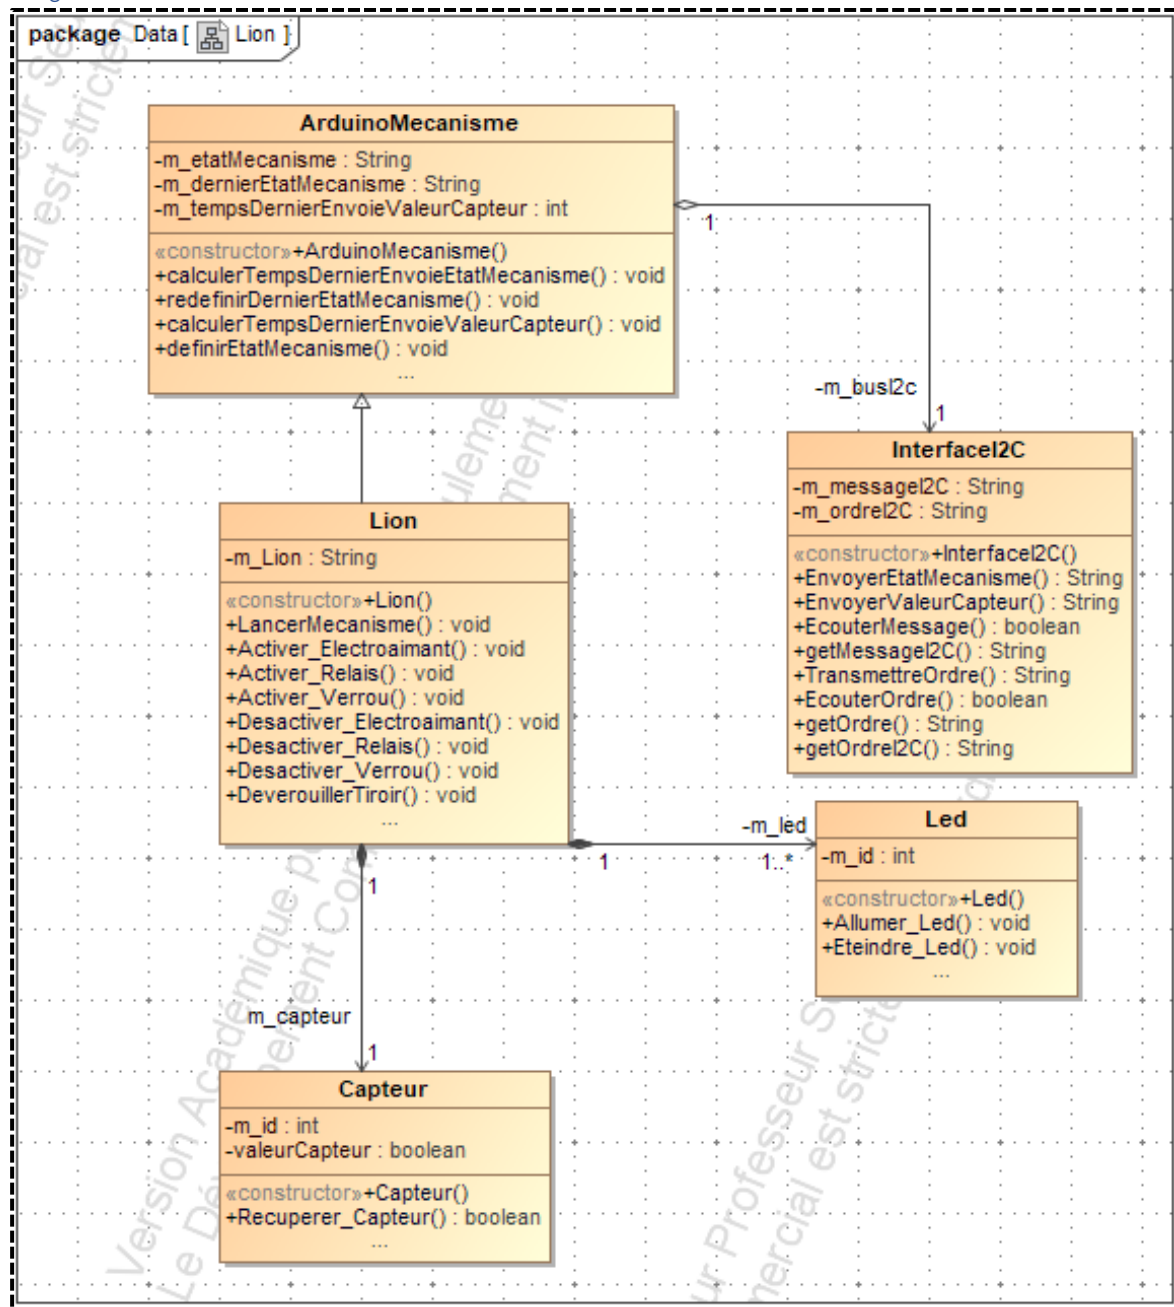 package Data [ Lion ]
ArduinoMecanisme
-m_etatMecanisme : String
-m_dernierEtatMecanisme : String
-m_tempsDernierEnvoieValeurCapteur : int
«constructor»+ArduinoMecanisme()
+calculerTempsDernierEnvoieEtatMecanisme() : void
+redefinirDernierEtatMecanisme() : void
+calculerTempsDernierEnvoieValeurCapteur() : void
+definirEtatMecanisme() : void
...
1
-m_busI2c
1
InterfaceI2C
-m_messageI2C : String
-m_ordreI2C : String
«constructor»+InterfaceI2C()
+EnvoyerEtatMecanisme() : String
+EnvoyerValeurCapteur() : String
+EcouterMessage() : boolean
+getMessageI2C() : String
+TransmettreOrdre() : String
+EcouterOrdre() : boolean
+getOrdre() : String
+getOrdreI2C() : String
Lion
-m_Lion : String
«constructor»+Lion()
+LancerMecanisme() : void
+Activer_Electroaimant() : void
+Activer_Relais() : void
+Activer_Verrou() : void
+Desactiver_Electroaimant() : void
+Desactiver_Relais() : void
+Desactiver_Verrou() : void
+DeverouillerTiroir() : void
...
1
-m_led
1..*
Led
-m_id : int
«constructor»+Led()
+Allumer_Led() : void
+Eteindre_Led() : void
...
1
m_capteur
1
Capteur
-m_id : int
-valeurCapteur : boolean
«constructor»+Capteur()
+Recuperer_Capteur() : boolean
...
Version Académique